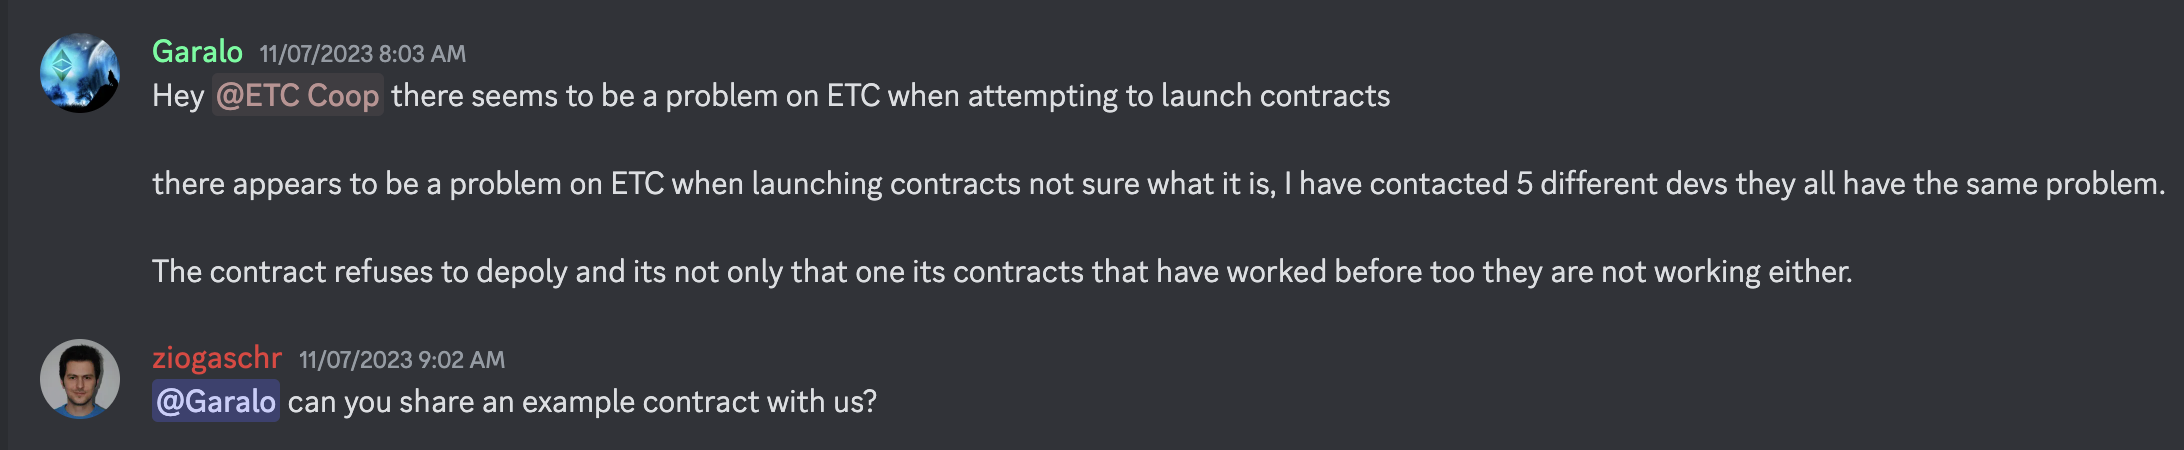 Garalo 11/07/2023 8:03 AM
Hey @ETC Coop there seems to be a problem on ETC when attempting to launch contracts
there appears to be a problem on ETC when launching contracts not sure what it is, I have contacted 5 different devs they all have the same problem.
The contract refuses to depoly and its not only that one its contracts that have worked before too they are not working either.
ziogaschr 11/07/2023 9:02 AM
@Garalo can you share an example contract with us?